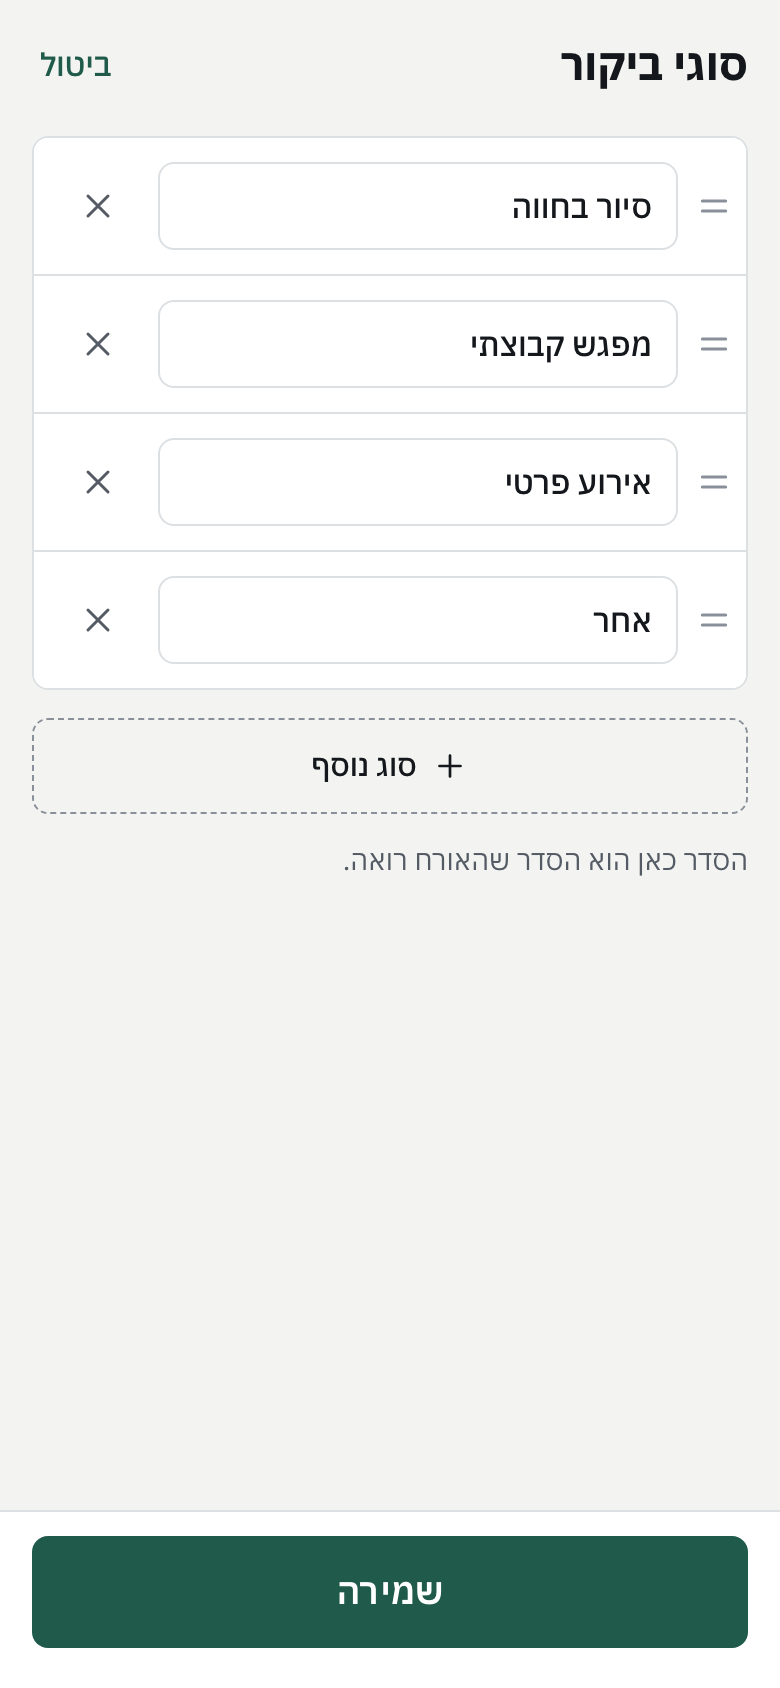 סוגי ביקור
ביטול
סיור בחווה
מפגש קבוצתי
אירוע פרטי
אחר
סוג נוסף
הסדר כאן הוא הסדר שהאורח רואה.
שמירה